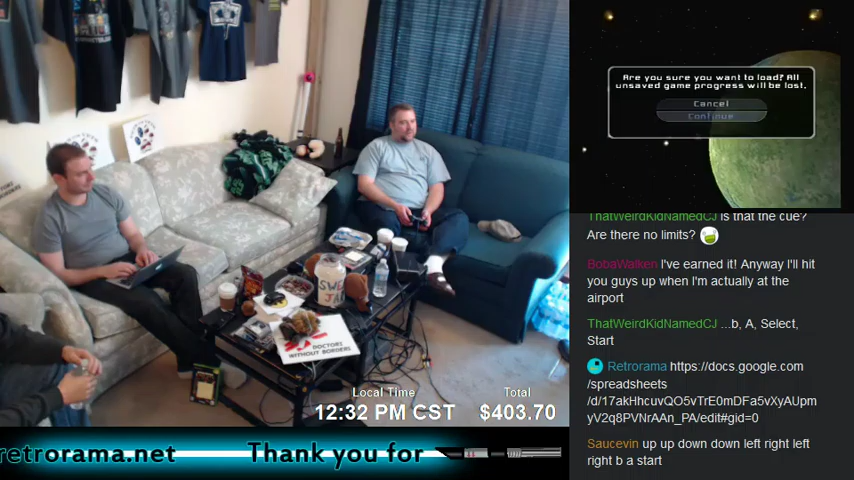 Are you sure you want to load? All
unsaved game progress will be lost.
Cancel
Continue
ThatWeirdKidNamedCJ is that the cue?
Are there no limits?
BobaWalken I've earned it! Anyway I'll hit
you guys up when I'm actually at the
airport
ThatWeirdKidNamedCJ ...b, A, Select,
Start
Retrorama https://docs.google.com
/spreadsheets
/d/17akHhcuvQO5vTrE0mDFa5vXyAUpm
yV2q8PVNrAAn_PA/edit#gid=0
Saucevin up up down down left right left
right b a start
SWEAR
JAR
DOCTORS
WITHOUT BORDERS
Local Time
12:32 PM CST
Total
$403.70
retrorama.net
Thank you for